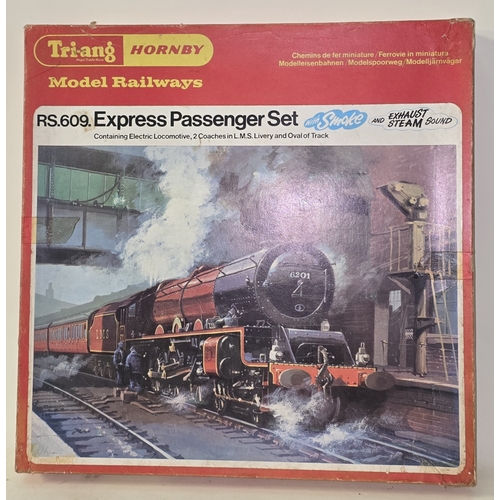 Tri-ang HORNBY
Model Railways
Chemins de fer miniature / Ferrovie in miniatura
Modelleisenbahnen / Modelspoorweg / Modelljärnvägar
RS.609. Express Passenger Set with Smoke AND EXHAUST STEAM SOUND
Containing Electric Locomotive, 2 Coaches in L.M.S. Livery and Oval of Track
6201
LMS